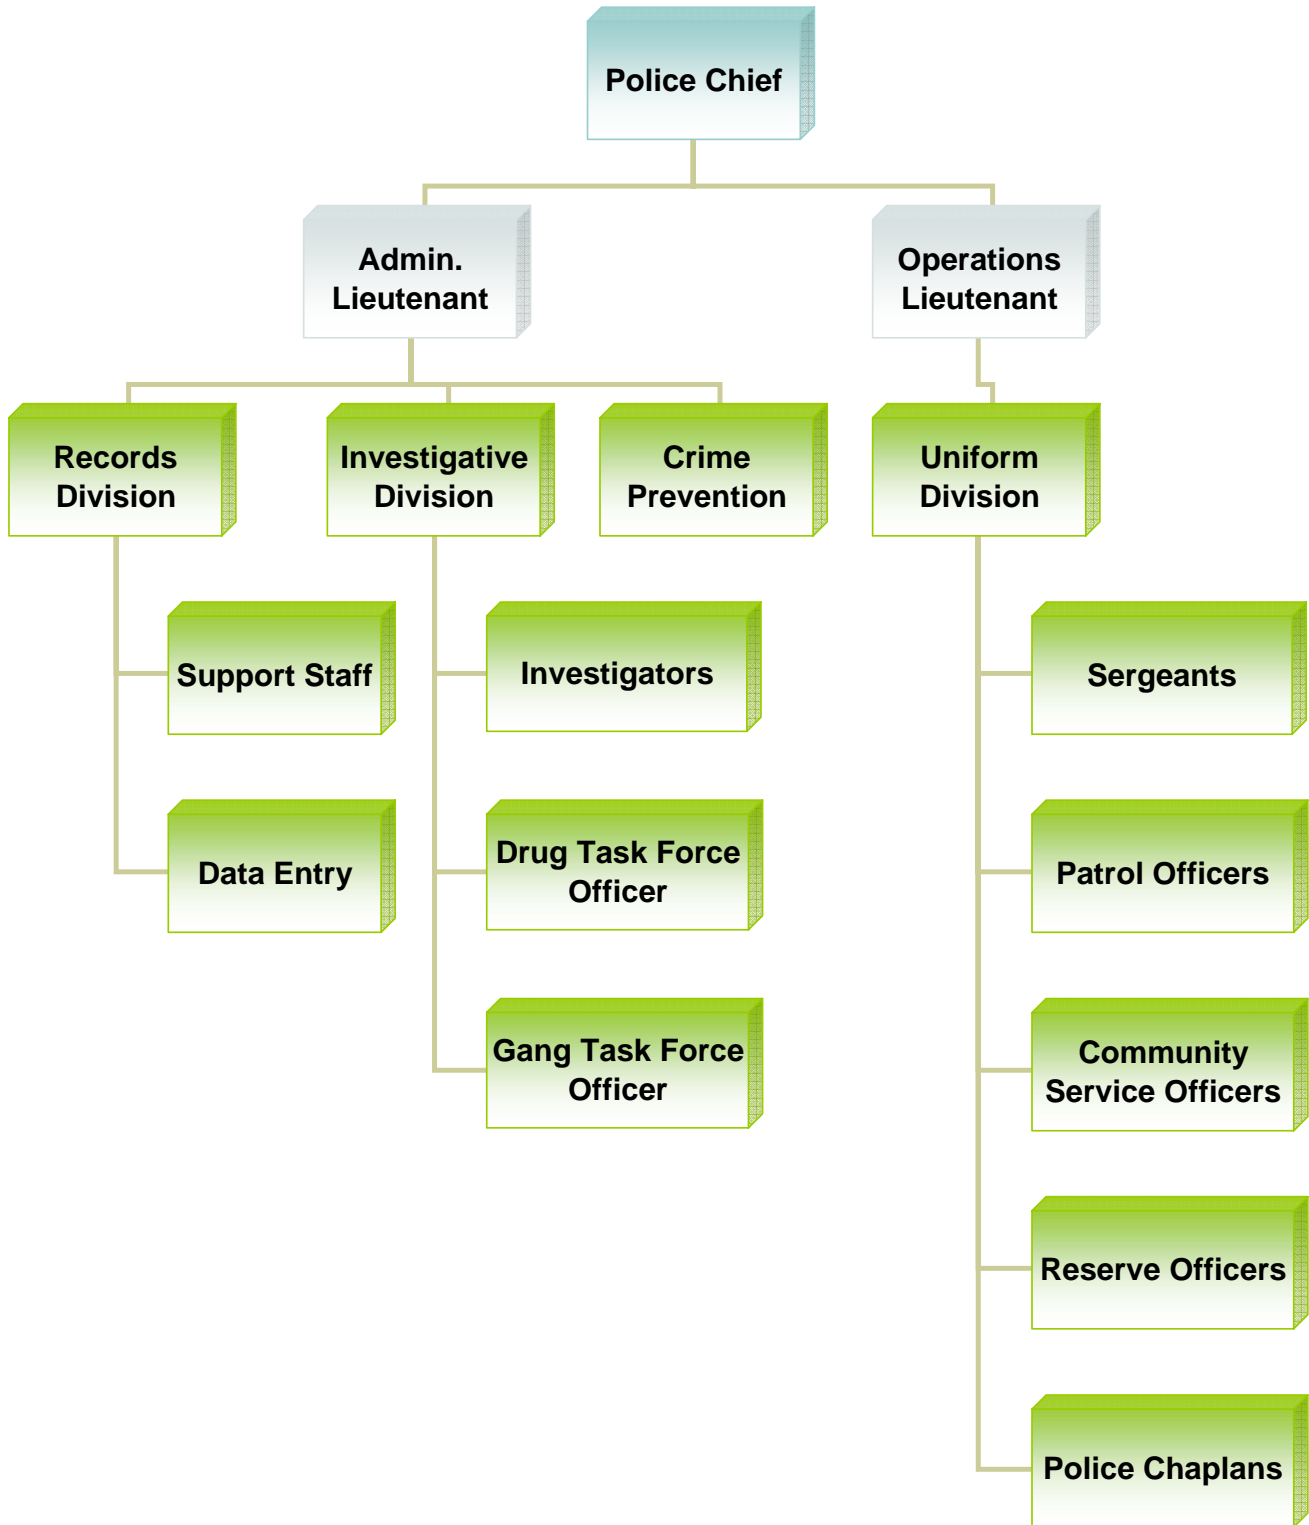 Police Chief
Admin.
Lieutenant
Operations
Lieutenant
Records
Division
Investigative
Division
Crime
Prevention
Uniform
Division
Support Staff
Investigators
Sergeants
Data Entry
Drug Task Force
Officer
Patrol Officers
Gang Task Force
Officer
Community
Service Officers
Reserve Officers
Police Chaplans